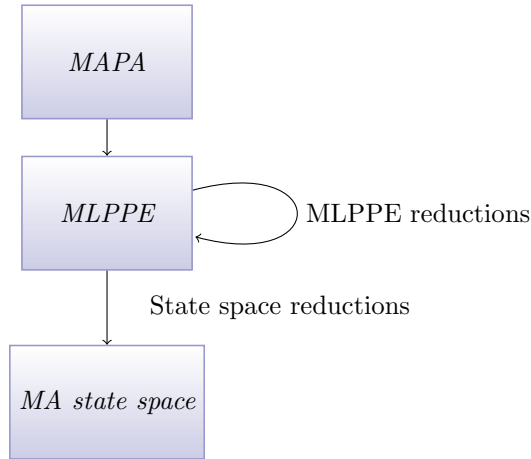 MAPA
MLPPE
MLPPE reductions
State space reductions
MA state space